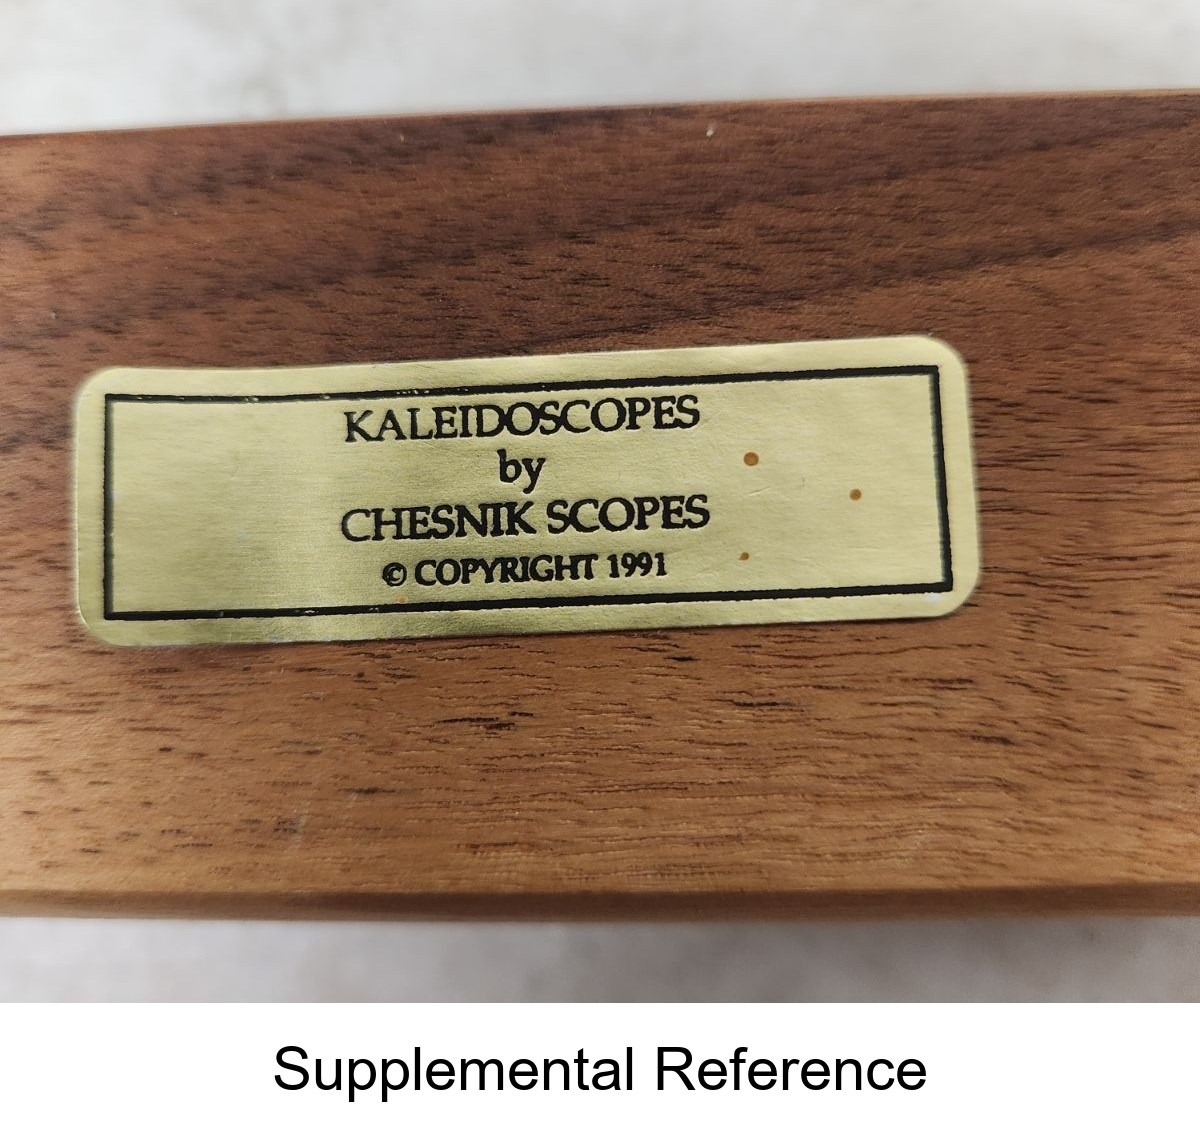 KALEIDOSCOPES
by
CHESNIK SCOPES
© COPYRIGHT 1991
Supplemental Reference